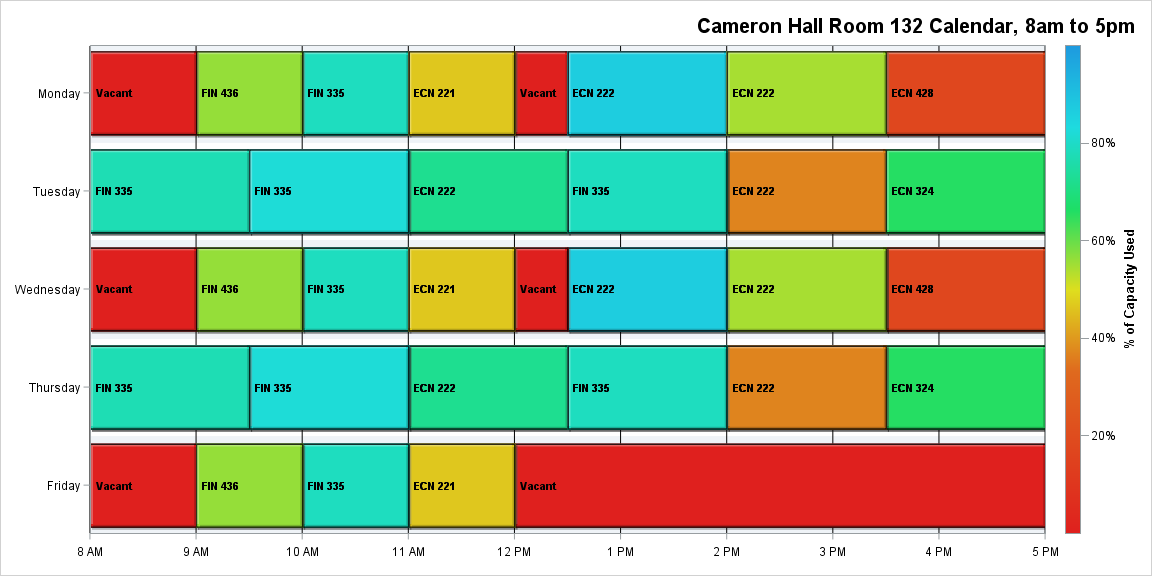 Cameron Hall Room 132 Calendar, 8am to 5pm
Monday
Vacant
FIN 436
FIN 335
ECN 221
Vacant
ECN 222
ECN 222
ECN 428
Tuesday
FIN 335
FIN 335
ECN 222
FIN 335
ECN 222
ECN 324
Wednesday
Vacant
FIN 436
FIN 335
ECN 221
Vacant
ECN 222
ECN 222
ECN 428
Thursday
FIN 335
FIN 335
ECN 222
FIN 335
ECN 222
ECN 324
Friday
Vacant
FIN 436
FIN 335
ECN 221
Vacant
8 AM
9 AM
10 AM
11 AM
12 PM
1 PM
2 PM
3 PM
4 PM
5 PM
80%
60%
40%
20%
% of Capacity Used